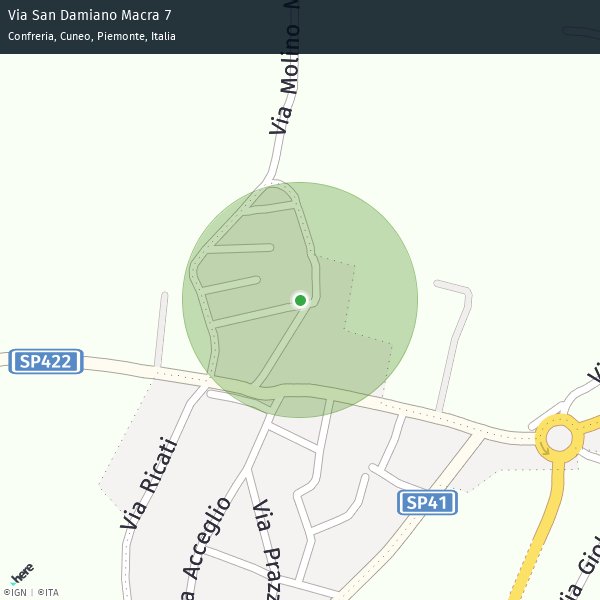 Via San Damiano Macra 7
Confreria, Cuneo, Piemonte, Italia
Via Molino
SP422
Via Ricati
Acceglio
Via Prazz
SP41
here
©IGN | ©ITA